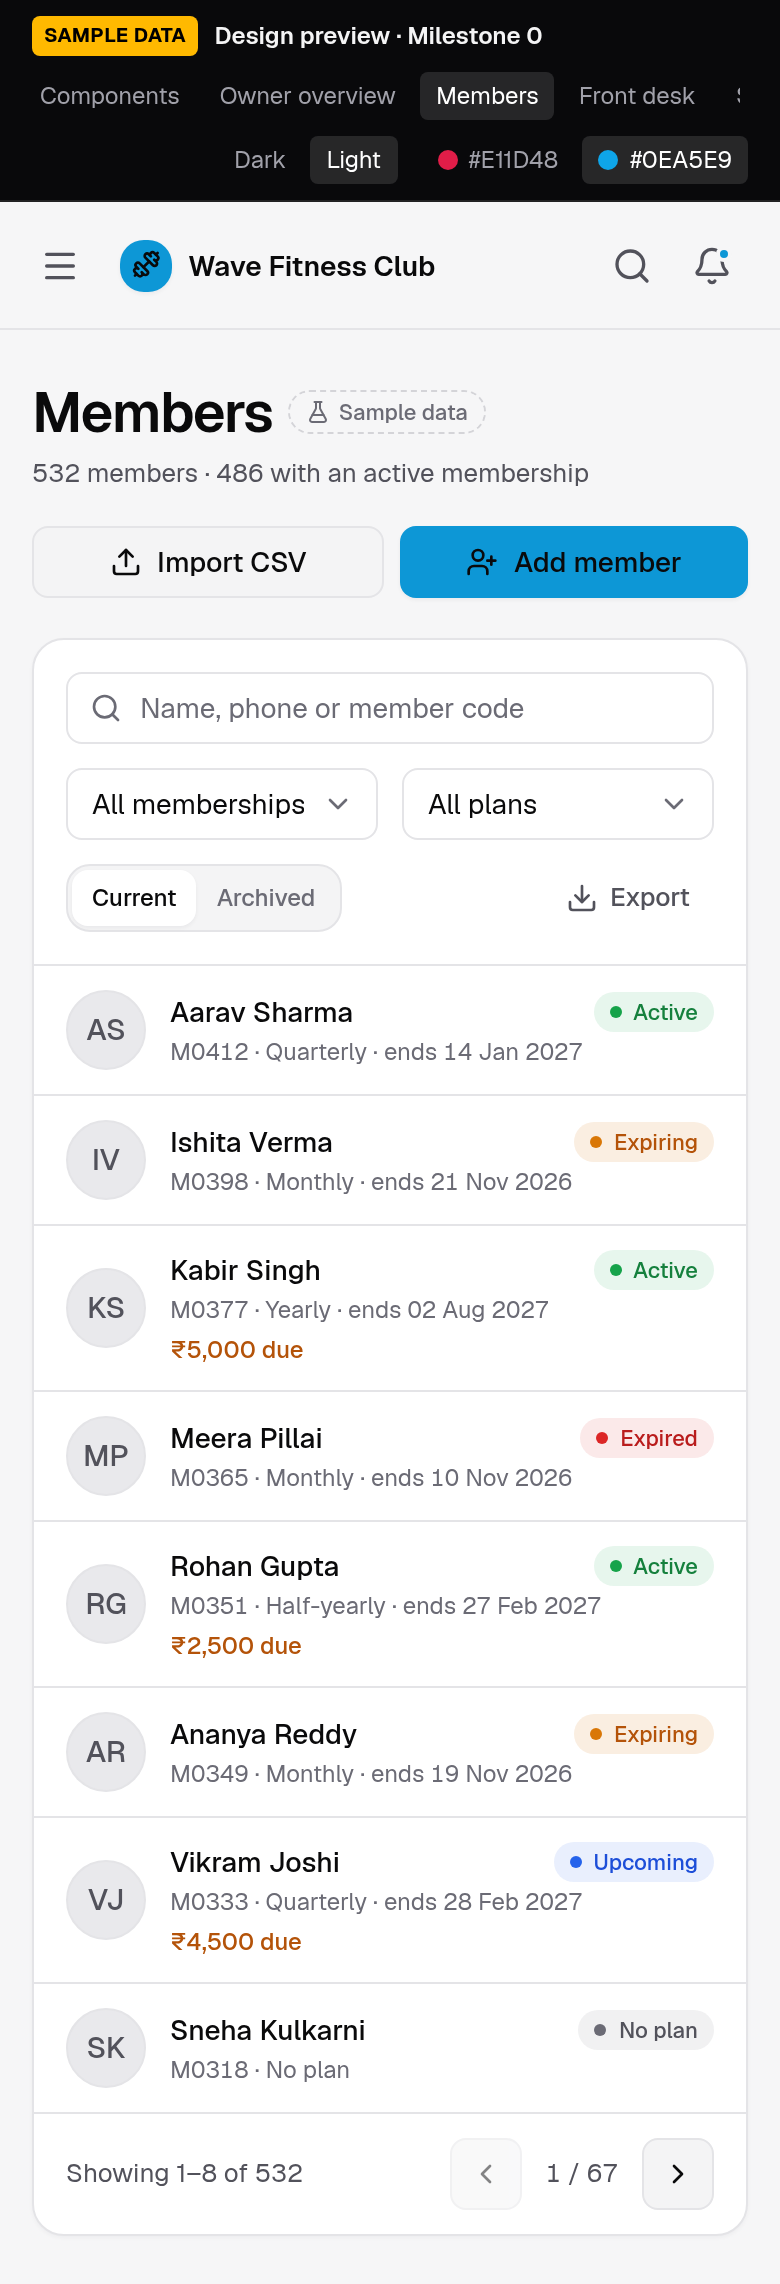 SAMPLE DATA Design preview · Milestone 0
Components Owner overview Members Front desk
Dark Light #E11D48 #0EA5E9
Wave Fitness Club
Members Sample data
532 members · 486 with an active membership
Import CSV Add member
Name, phone or member code
All memberships All plans
Current Archived Export
AS Aarav Sharma Active
M0412 · Quarterly · ends 14 Jan 2027
IV Ishita Verma Expiring
M0398 · Monthly · ends 21 Nov 2026
KS Kabir Singh Active
M0377 · Yearly · ends 02 Aug 2027
₹5,000 due
MP Meera Pillai Expired
M0365 · Monthly · ends 10 Nov 2026
RG Rohan Gupta Active
M0351 · Half-yearly · ends 27 Feb 2027
₹2,500 due
AR Ananya Reddy Expiring
M0349 · Monthly · ends 19 Nov 2026
VJ Vikram Joshi Upcoming
M0333 · Quarterly · ends 28 Feb 2027
₹4,500 due
SK Sneha Kulkarni No plan
M0318 · No plan
Showing 1–8 of 532 1 / 67